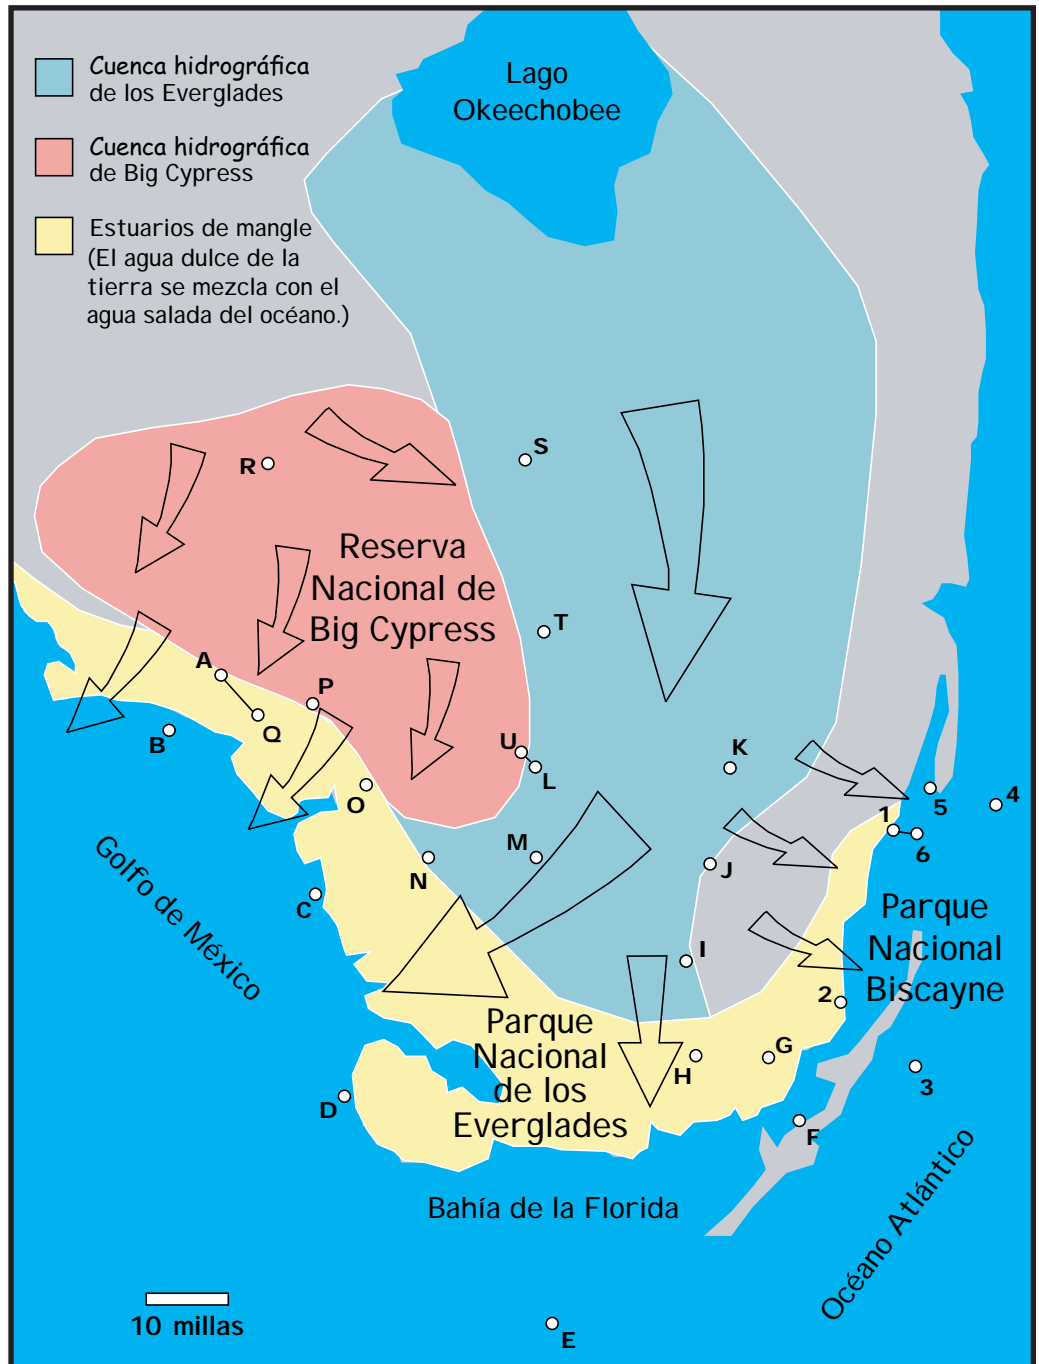 Cuenca hidrográfica
de los Everglades
Cuenca hidrográfica
de Big Cypress
Estuarios de mangle
(El agua dulce de la
tierra se mezcla con el
agua salada del océano.)
Lago
Okeechobee
R
S
Reserva
Nacional de
Big Cypress
T
A
P
Q
B
U
L
K
O
5
4
1
6
M
N
J
C
Golfo de México
Parque
Nacional
Biscayne
I
2
Parque
Nacional
de los
Everglades
H
G
3
D
F
Bahía de la Florida
Océano Atlántico
10 millas
E